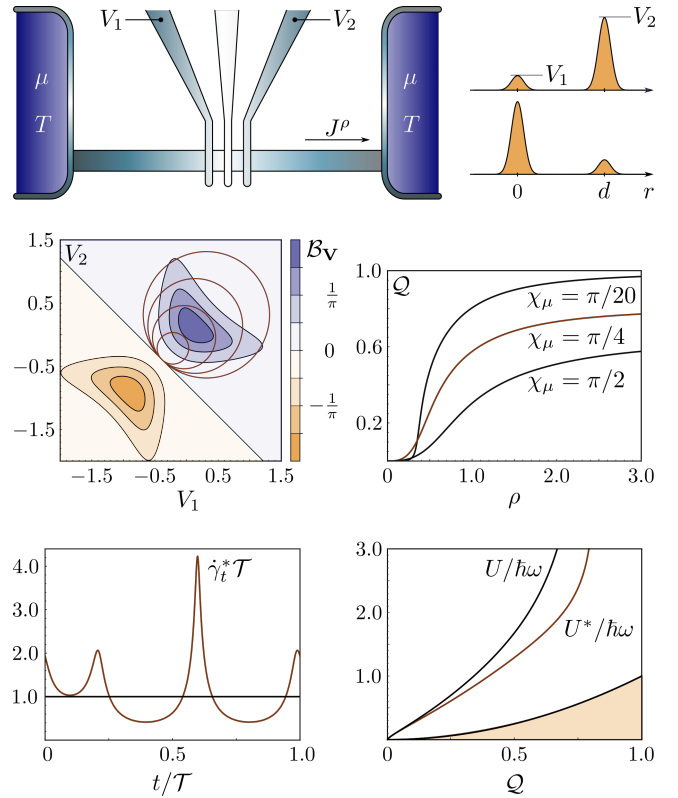 V₁ V₂
μ μ
T T
J^ρ
V₂
V₁
0 d r
1.5 V₂ 𝓑_𝐕
0.5 1/π
−0.5 0
−1/π
−1.5
−1.5 −0.5 0.5 1.5
V₁
1.0 𝒬
χ_μ = π/20
0.6 χ_μ = π/4
χ_μ = π/2
0.2
0 1.0 2.0 3.0
ρ
4.0 γ̇*_t 𝒯
3.0
2.0
1.0
0 0.5 1.0
t/𝒯
3.0 U/ħω
2.0 U*/ħω
1.0
0 0.5 1.0
𝒬